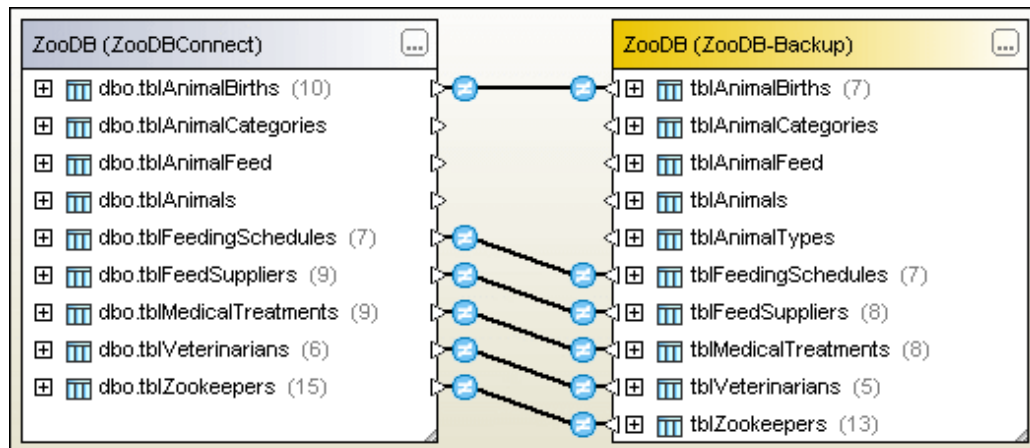 ZooDB (ZooDBConnect)
dbo.tblAnimalBirths (10)
dbo.tblAnimalCategories
dbo.tblAnimalFeed
dbo.tblAnimals
dbo.tblFeedingSchedules (7)
dbo.tblFeedSuppliers (9)
dbo.tblMedicalTreatments (9)
dbo.tblVeterinarians (6)
dbo.tblZookeepers (15)
ZooDB (ZooDB-Backup)
tblAnimalBirths (7)
tblAnimalCategories
tblAnimalFeed
tblAnimals
tblAnimalTypes
tblFeedingSchedules (7)
tblFeedSuppliers (8)
tblMedicalTreatments (8)
tblVeterinarians (5)
tblZookeepers (13)